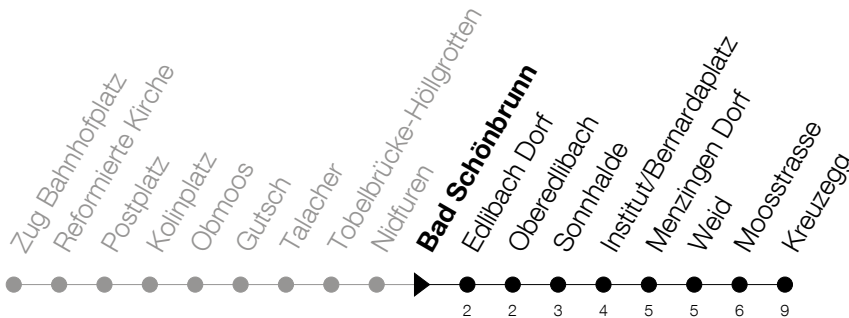 Zug Bahnhofplatz
Reformierte Kirche
Postplatz
Kolinplatz
Obmoos
Gutsch
Talacher
Tobelbrücke-Höllgrotten
Nidfuren
Bad Schönbrunn
Edlibach Dorf
Oberedlibach
Sonnhalde
Institut/Bernardaplatz
Menzingen Dorf
Weid
Moosstrasse
Kreuzegg
2 2 3 4 5 5 6 9